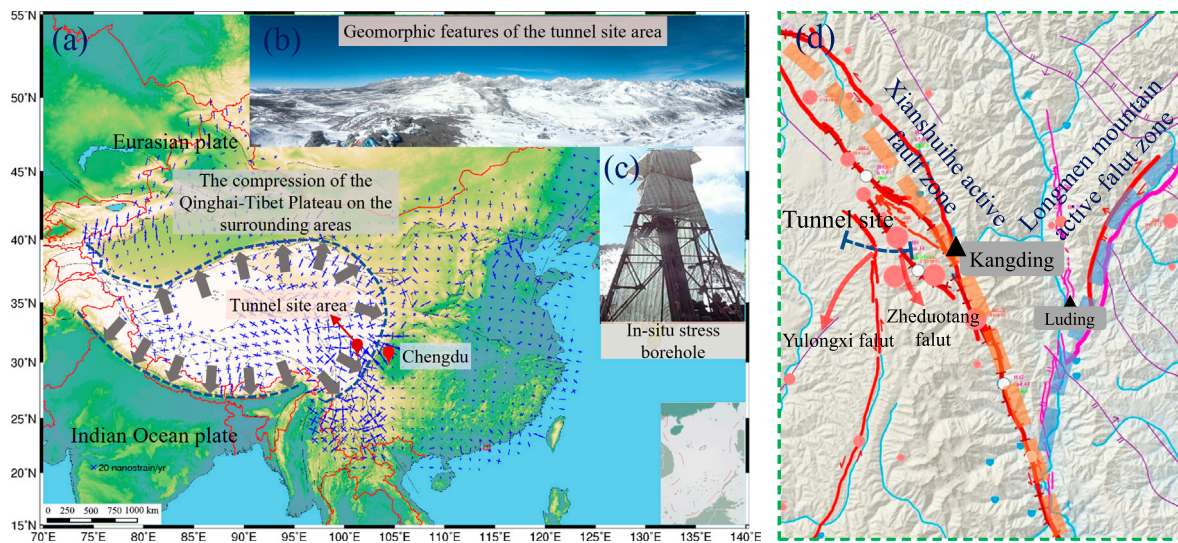 (a)
(b)
Geomorphic features of the tunnel site area
(c)
In-situ stress
borehole
Eurasian plate
The compression of the
Qinghai-Tibet Plateau on the
surrounding areas
Tunnel site area
Chengdu
Indian Ocean plate
20 nanostrain/yr
0 250 500 750 1000 km
55°N
50°N
45°N
40°N
35°N
30°N
25°N
20°N
15°N
70°E 75°E 80°E 85°E 90°E 95°E 100°E 105°E 110°E 115°E 120°E 125°E 130°E 135°E 140°E
(d)
Xianshuihe active
fault zone
Longmen mountain
active falut zone
Tunnel site
Kangding
Luding
Zheduotang
falut
Yulongxi falut